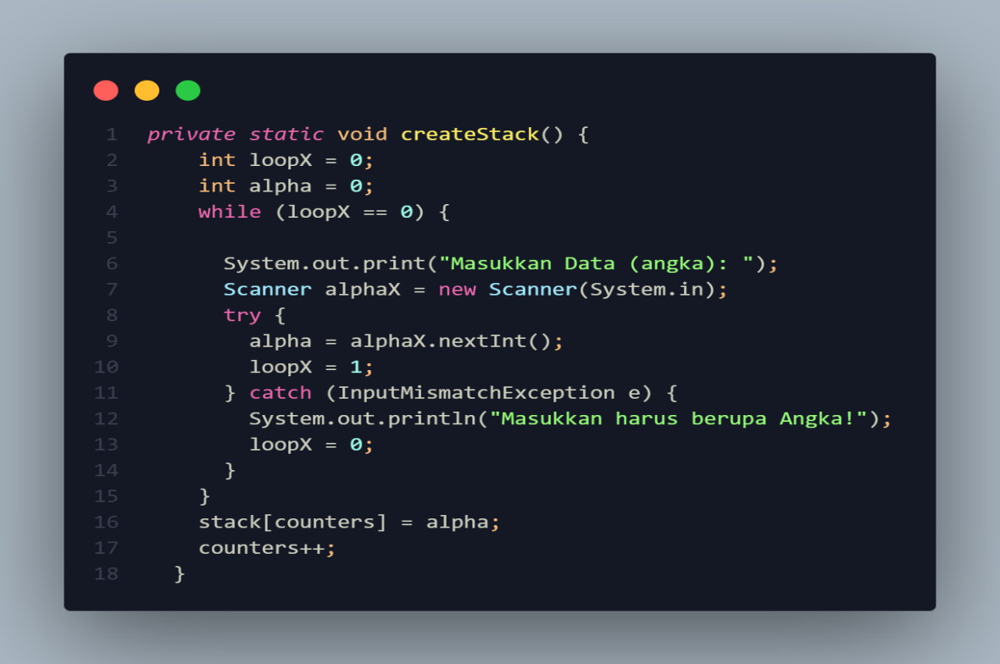 1 private static void createStack() {
2 int loopX = 0;
3 int alpha = 0;
4 while (loopX == 0) {
5
6 System.out.print("Masukkan Data (angka): ");
7 Scanner alphaX = new Scanner(System.in);
8 try {
9 alpha = alphaX.nextInt();
10 loopX = 1;
11 } catch (InputMismatchException e) {
12 System.out.println("Masukkan harus berupa Angka!");
13 loopX = 0;
14 }
15 }
16 stack[counters] = alpha;
17 counters++;
18 }